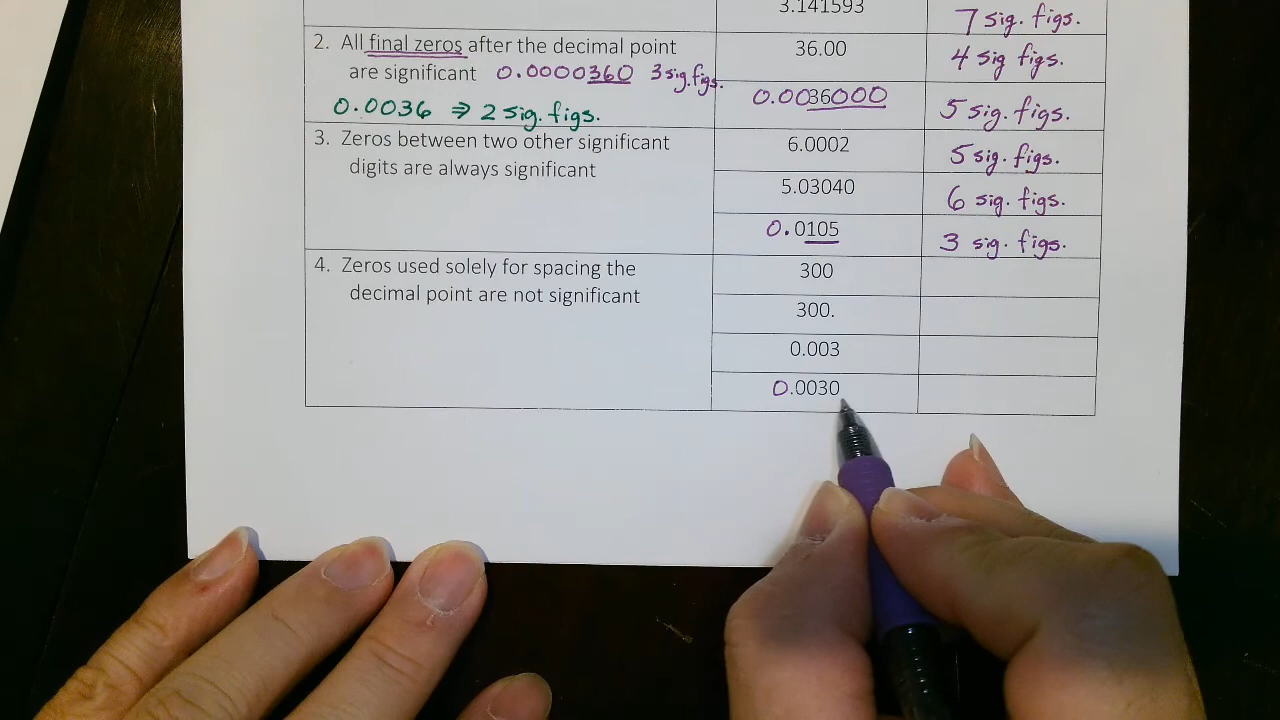 3.141593
7 sig. figs.
2. All final zeros after the decimal point
are significant 0.0000360 3 sig. figs.
0.0036 ⇒ 2 sig. figs.
36.00
4 sig figs.
0.0036000
5 sig. figs.
3. Zeros between two other significant
digits are always significant
6.0002
5 sig. figs.
5.03040
6 sig. figs.
0.0105
3 sig. figs.
4. Zeros used solely for spacing the
decimal point are not significant
300
300.
0.003
0.0030